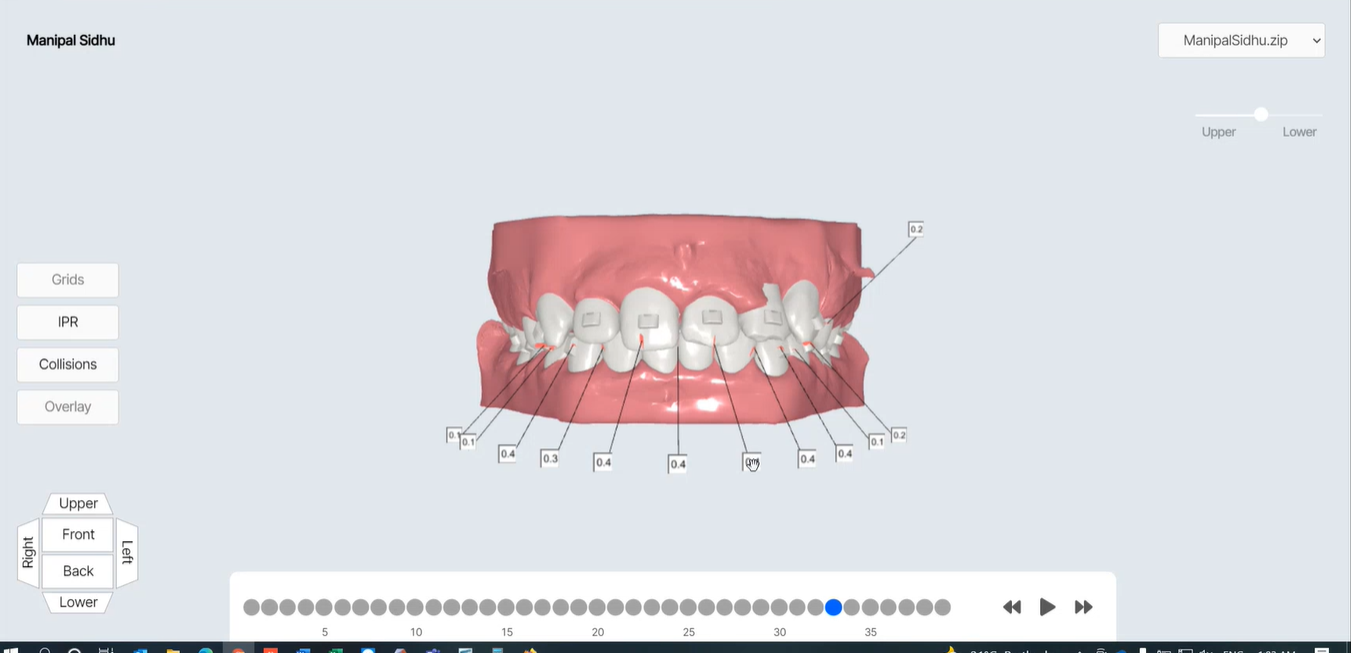 Manipal Sidhu
ManipalSidhu.zip
Upper Lower
0.2
Grids
IPR
Collisions
Overlay
0.1 0.1 0.4 0.3 0.4 0.4 0.4 0.4 0.1 0.2
Upper
Right Front Left
Back
Lower
5 10 15 20 25 30 35
ENG